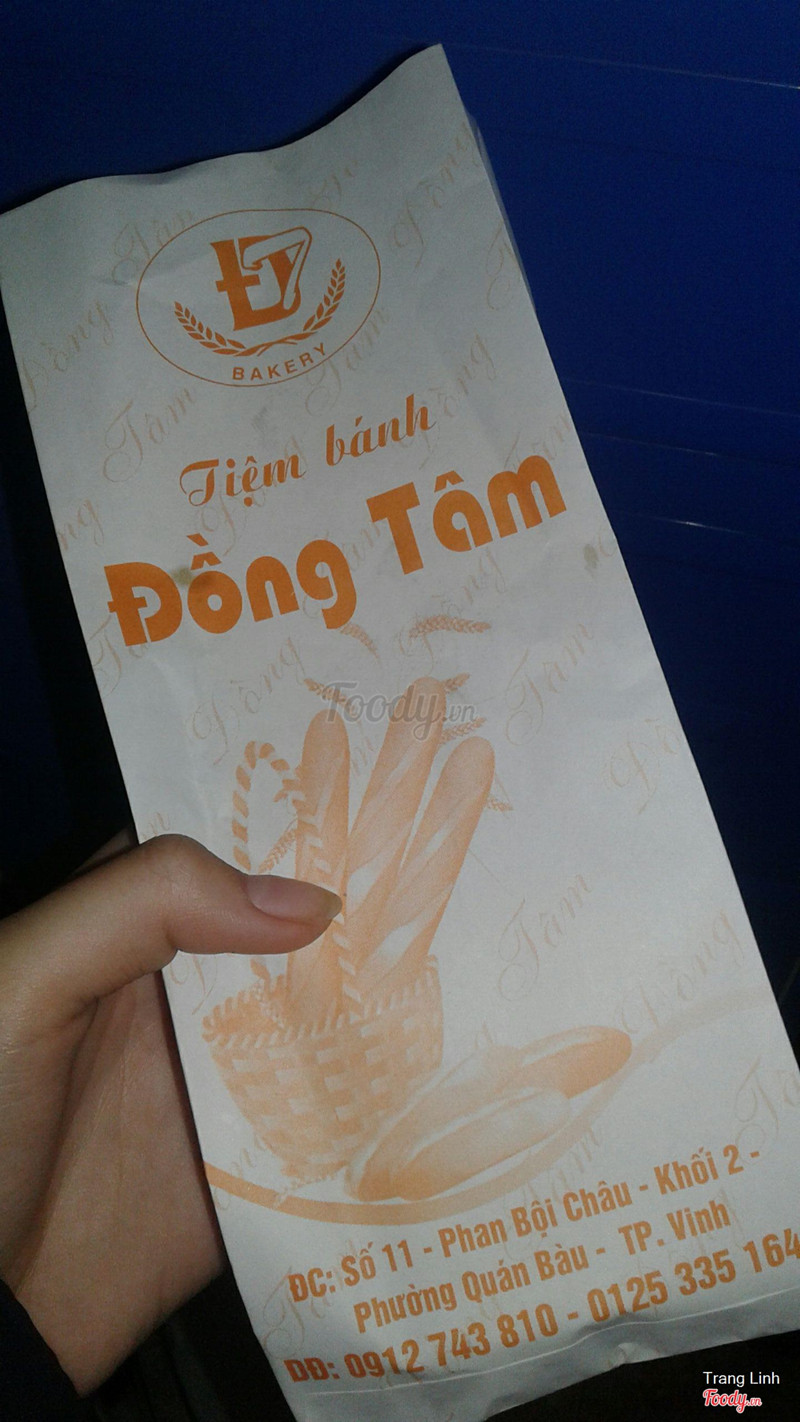 ĐT
BAKERY
Tiệm bánh
Đồng Tâm
Foody.vn
ĐC: Số 11 - Phan Bội Châu - Khối 2 -
Phường Quán Bàu - TP. Vinh
DĐ: 0912 743 810 - 0125 335 164
Trang Linh
Foody.vn